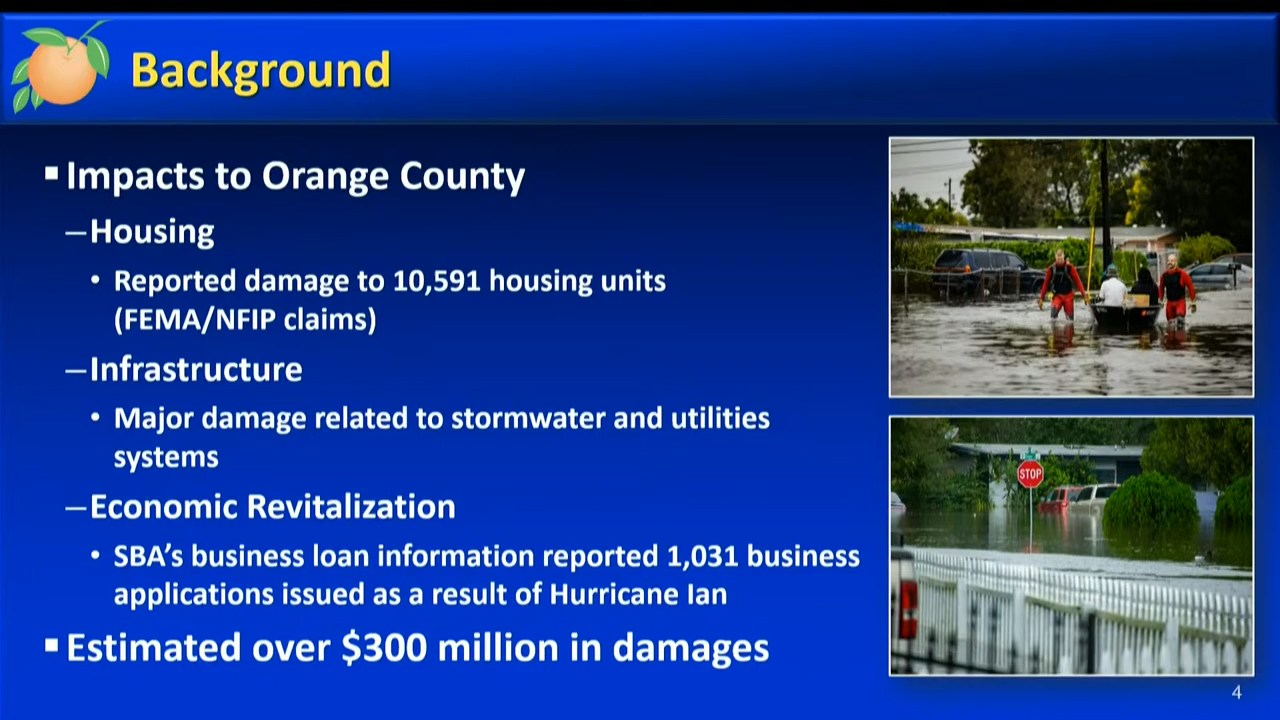 Background
▪ Impacts to Orange County
–Housing
• Reported damage to 10,591 housing units
(FEMA/NFIP claims)
–Infrastructure
• Major damage related to stormwater and utilities
systems
–Economic Revitalization
• SBA’s business loan information reported 1,031 business
applications issued as a result of Hurricane Ian
▪ Estimated over $300 million in damages
STOP
4